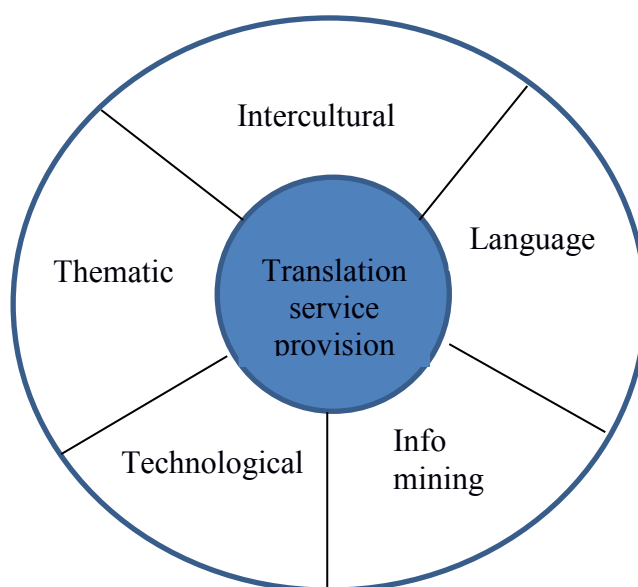 Intercultural
Language
Thematic
Translation
service
provision
Technological
Info
mining